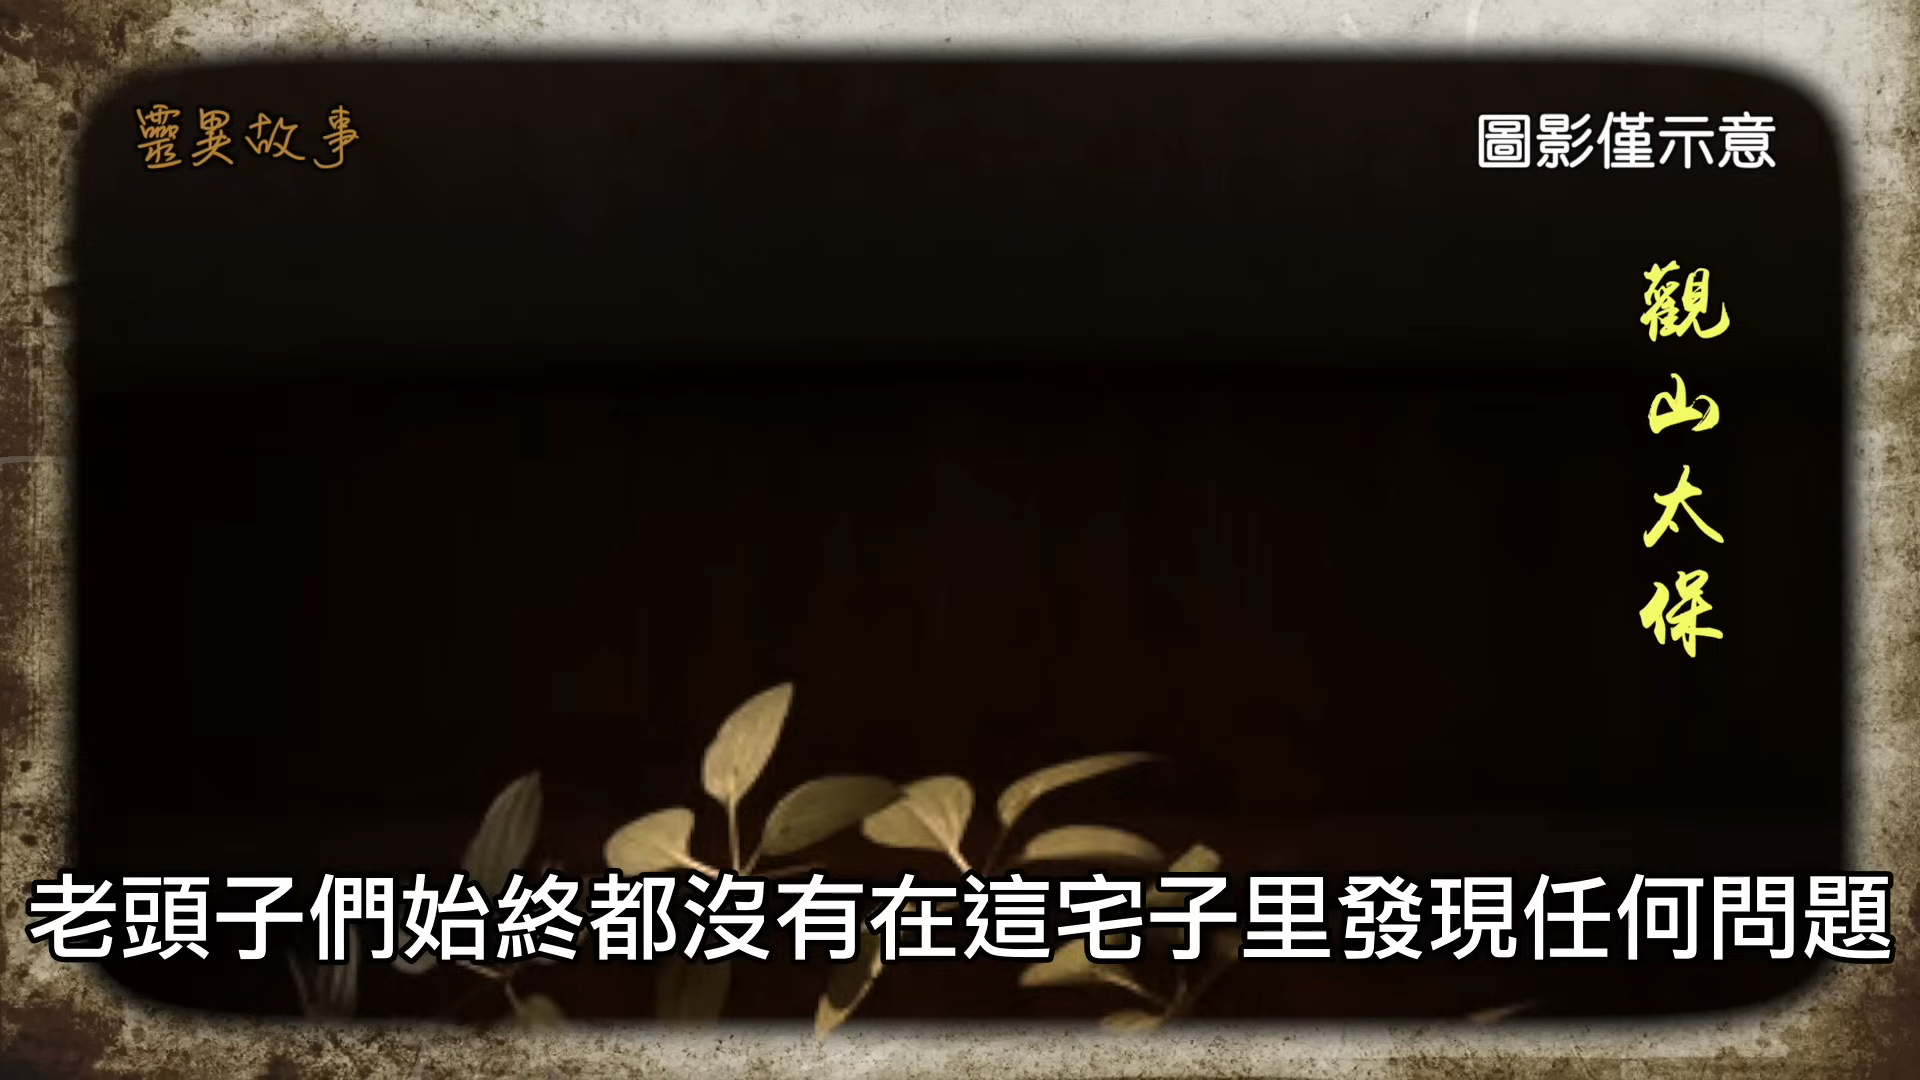 靈異故事
圖影僅示意
觀山太保
老頭子們始終都沒有在這宅子里發現任何問題